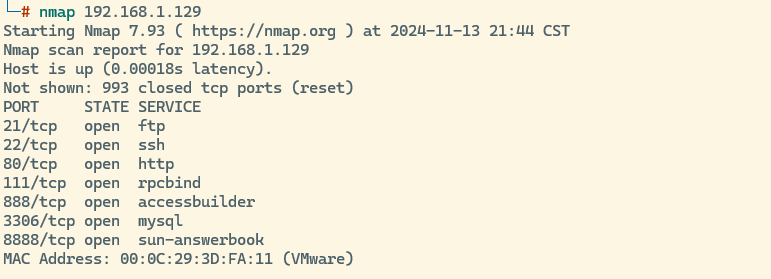 └─# nmap 192.168.1.129
Starting Nmap 7.93 ( https://nmap.org ) at 2024-11-13 21:44 CST
Nmap scan report for 192.168.1.129
Host is up (0.00018s latency).
Not shown: 993 closed tcp ports (reset)
PORT     STATE SERVICE
21/tcp   open  ftp
22/tcp   open  ssh
80/tcp   open  http
111/tcp  open  rpcbind
888/tcp  open  accessbuilder
3306/tcp open  mysql
8888/tcp open  sun-answerbook
MAC Address: 00:0C:29:3D:FA:11 (VMware)